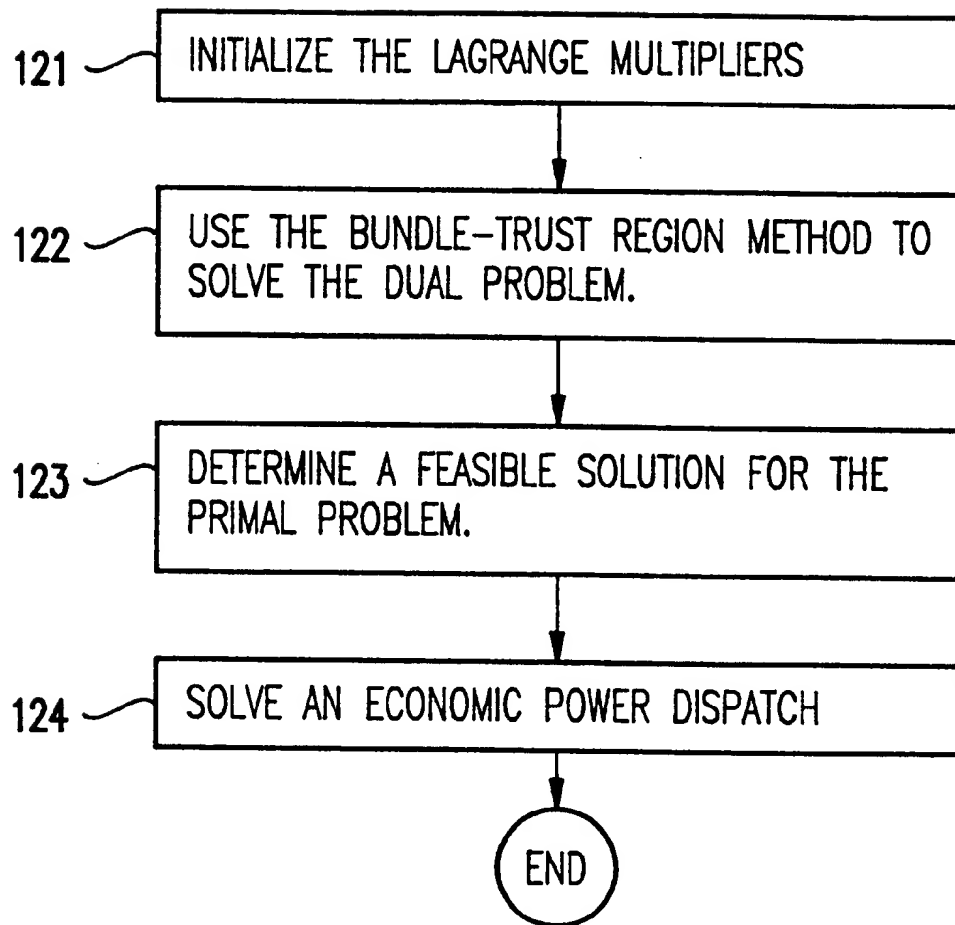 121
INITIALIZE THE LAGRANGE MULTIPLIERS
122
USE THE BUNDLE-TRUST REGION METHOD TO
SOLVE THE DUAL PROBLEM.
123
DETERMINE A FEASIBLE SOLUTION FOR THE
PRIMAL PROBLEM.
124
SOLVE AN ECONOMIC POWER DISPATCH
END